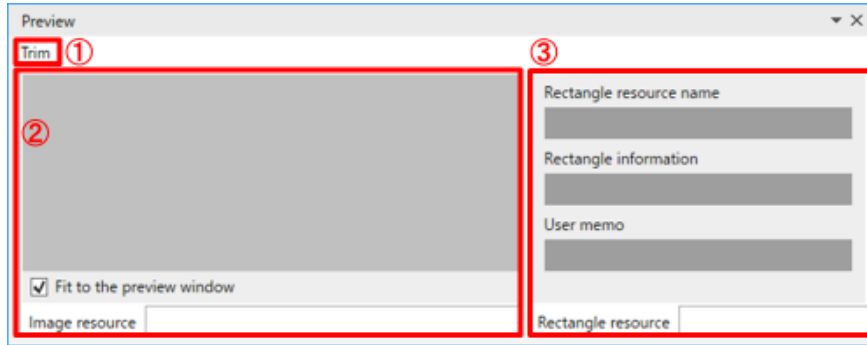 Preview
Trim ①
②
Fit to the preview window
Image resource
③
Rectangle resource name
Rectangle information
User memo
Rectangle resource